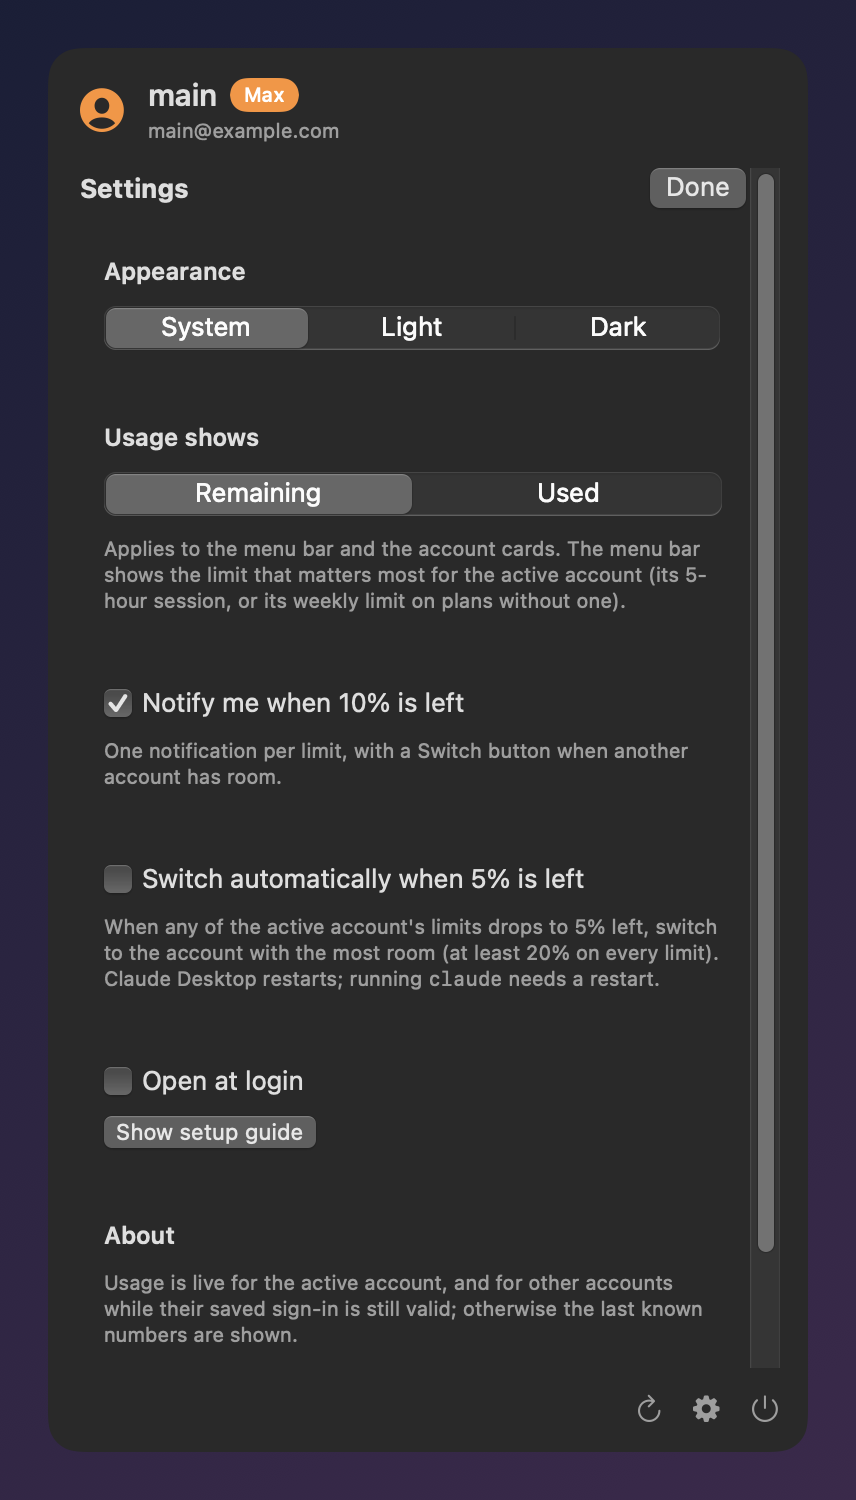 main
Max
main@example.com
Settings
Done
Appearance
System
Light
Dark
Usage shows
Remaining
Used
Applies to the menu bar and the account cards. The menu bar
shows the limit that matters most for the active account (its 5-
hour session, or its weekly limit on plans without one).
Notify me when 10% is left
One notification per limit, with a Switch button when another
account has room.
Switch automatically when 5% is left
When any of the active account's limits drops to 5% left, switch
to the account with the most room (at least 20% on every limit).
Claude Desktop restarts; running claude needs a restart.
Open at login
Show setup guide
About
Usage is live for the active account, and for other accounts
while their saved sign-in is still valid; otherwise the last known
numbers are shown.